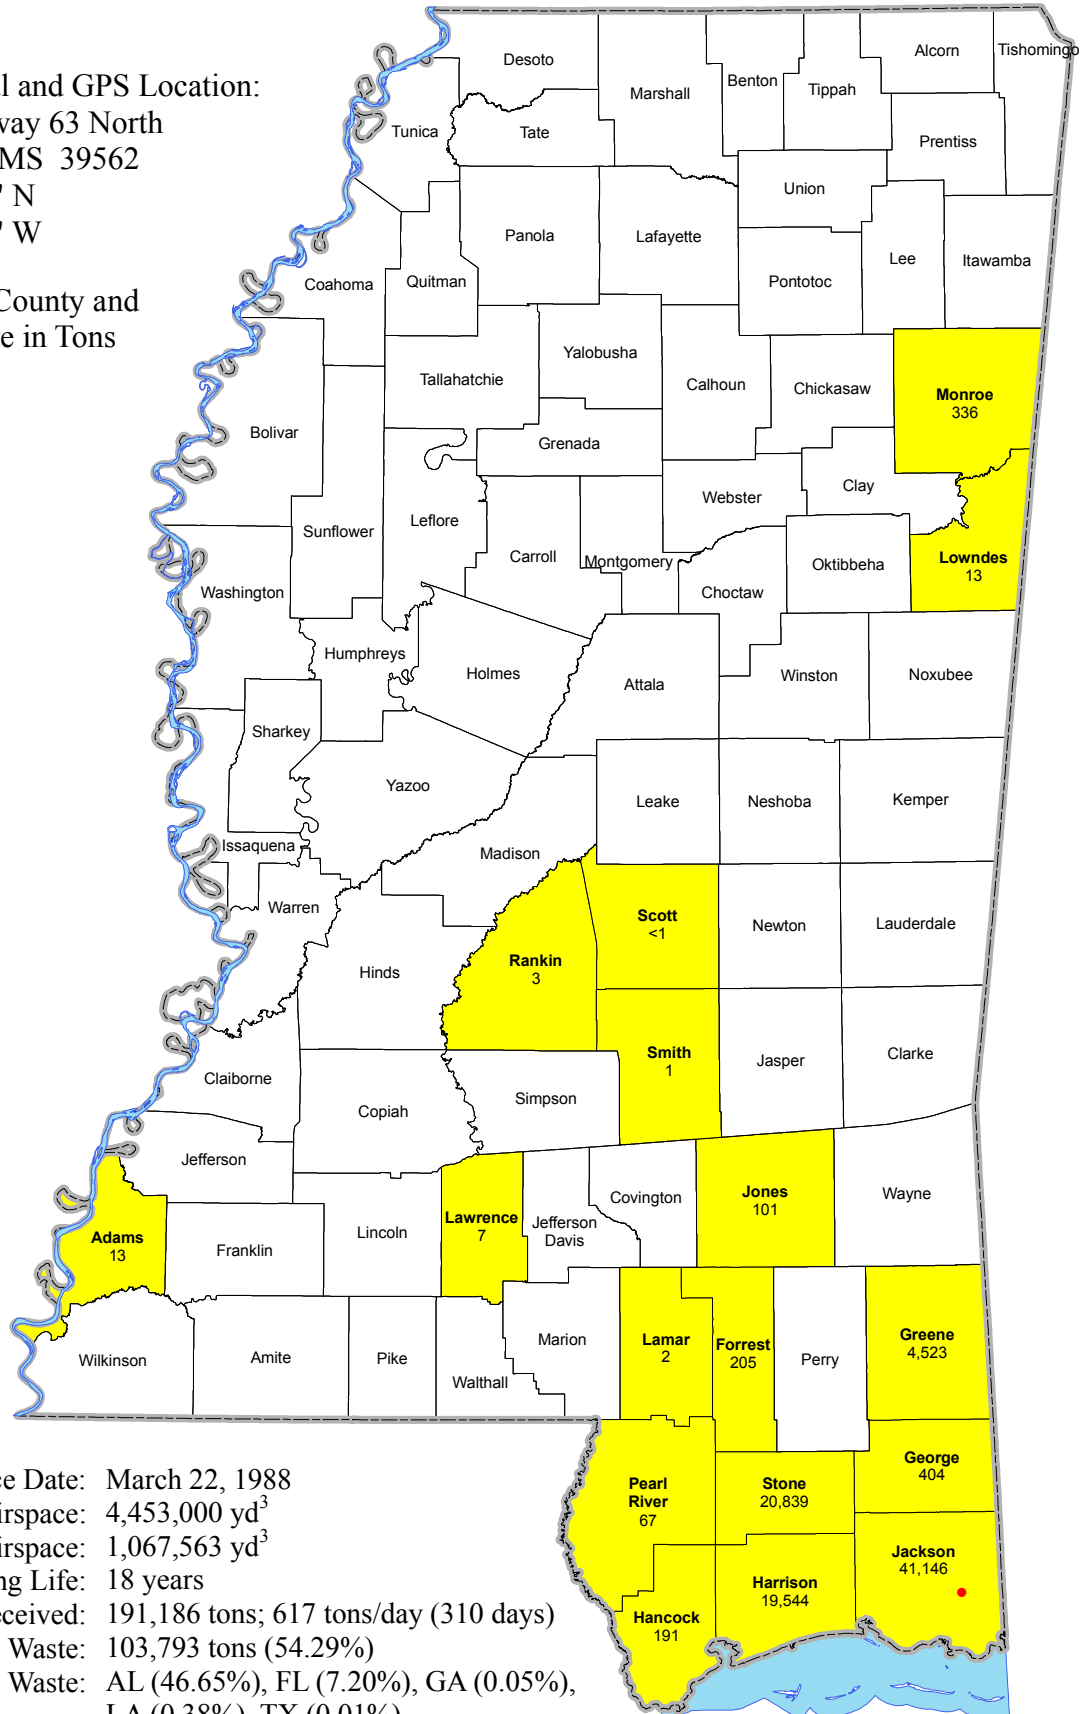 l and GPS Location:
way 63 North
MS  39562
' N
' W
County and
e in Tons
Desoto
Marshall
Benton
Tippah
Alcorn
Tishomingo
Tunica
Tate
Prentiss
Union
Panola
Lafayette
Lee
Itawamba
Coahoma
Quitman
Pontotoc
Yalobusha
Tallahatchie
Calhoun
Chickasaw
Monroe
336
Bolivar
Grenada
Sunflower
Leflore
Webster
Clay
Carroll
Montgomery
Oktibbeha
Lowndes
13
Washington
Choctaw
Humphreys
Holmes
Attala
Winston
Noxubee
Sharkey
Yazoo
Leake
Neshoba
Kemper
Issaquena
Madison
Warren
Scott
<1
Newton
Lauderdale
Hinds
Rankin
3
Smith
1
Jasper
Clarke
Claiborne
Copiah
Simpson
Jefferson
Covington
Jones
101
Wayne
Adams
13
Franklin
Lincoln
Lawrence
7
Jefferson
Davis
Wilkinson
Amite
Pike
Walthall
Marion
Lamar
2
Forrest
205
Perry
Greene
4,523
George
404
Pearl
River
67
Stone
20,839
Jackson
41,146
Harrison
19,544
Hancock
191
ce Date: March 22, 1988
irspace: 4,453,000 yd³
irspace: 1,067,563 yd³
ng Life: 18 years
eceived: 191,186 tons; 617 tons/day (310 days)
Waste: 103,793 tons (54.29%)
Waste: AL (46.65%), FL (7.20%), GA (0.05%),
LA (0.38%), TX (0.01%)